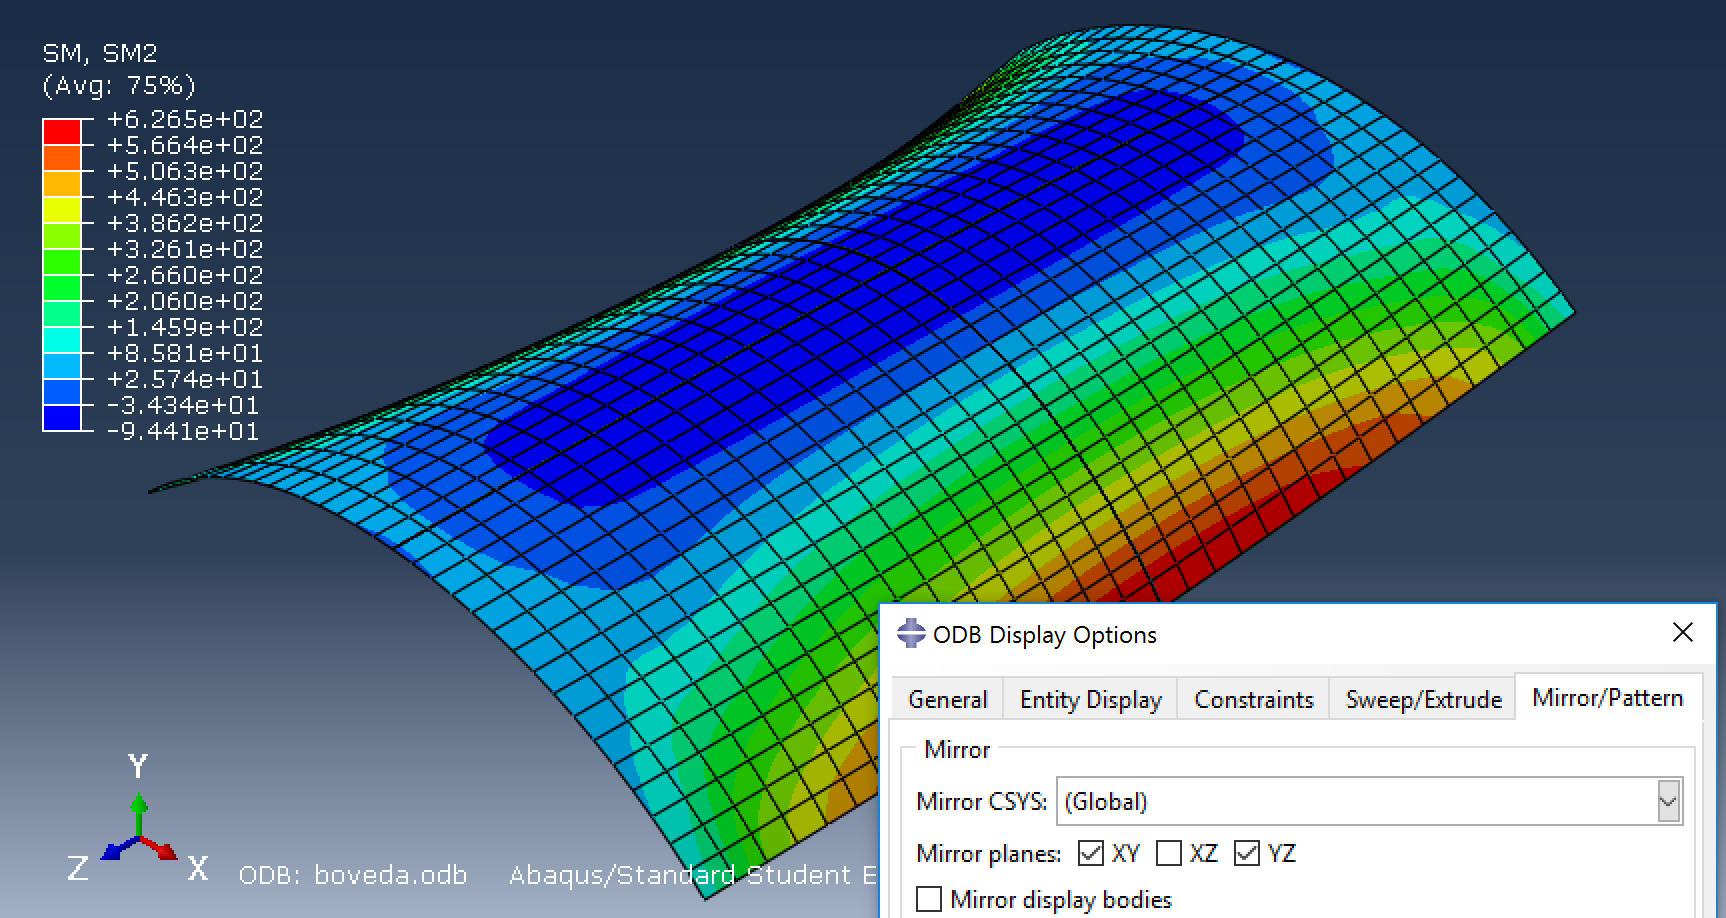 SM, SM2
(Avg: 75%)
+6.265e+02
+5.664e+02
+5.063e+02
+4.463e+02
+3.862e+02
+3.261e+02
+2.660e+02
+2.060e+02
+1.459e+02
+8.581e+01
+2.574e+01
-3.434e+01
-9.441e+01
Y
Z X
ODB: boveda.odb Abaqus/Standard Student E
ODB Display Options
General Entity Display Constraints Sweep/Extrude Mirror/Pattern
Mirror
Mirror CSYS: (Global)
Mirror planes: XY XZ YZ
Mirror display bodies